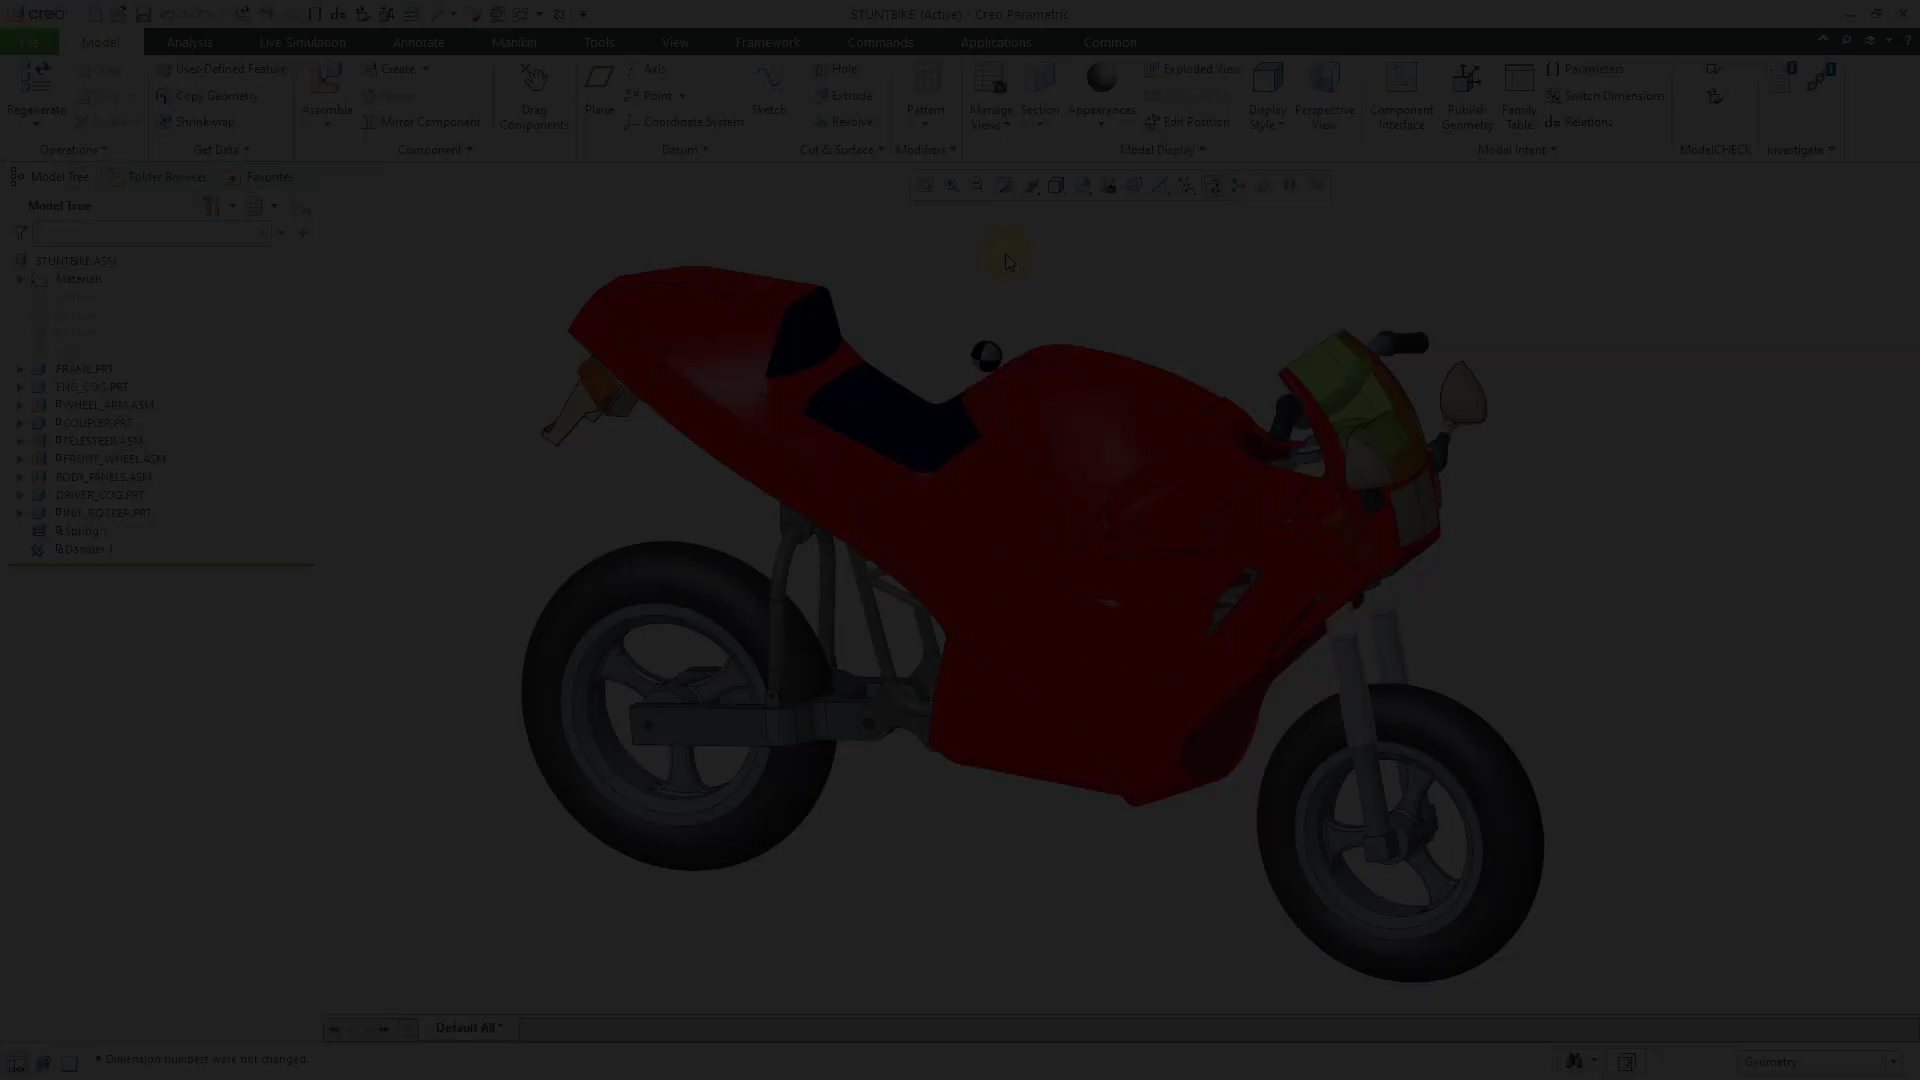 creo
STUNTBIKE (Active) - Creo Parametric
File Model Analysis Live Simulation Annotate Manikin Tools View Framework Commands Applications Common
Regenerate
User-Defined Feature
Copy Geometry
Shrinkwrap
Assemble
Create
Mirror Component
Drag Components
Plane
Axis
Point
Coordinate System
Sketch
Hole
Extrude
Revolve
Pattern
Manage Views
Section
Appearances
Exploded View
Edit Position
Display Style
Perspective View
Component Interface
Publish Geometry
Family Table
Parameters
Switch Dimensions
d= Relations
Operations Get Data Component Datum Cut & Surface Modifiers Model Display Model Intent ModelCHECK Investigate
Model Tree Folder Browser Favorites
Model Tree
STUNTBIKE.ASM
Materials
FRAME.PRT
ENG_COG.PRT
WHEEL_ARM.ASM
COUPLER.PRT
TELESTEER.ASM
FRONT_WHEEL.ASM
BODY_PANELS.ASM
DRIVER_COG.PRT
BIKE_ROCKER.PRT
Spring 1
Damper 1
Default All *
• Dimension numbers were not changed.
Geometry